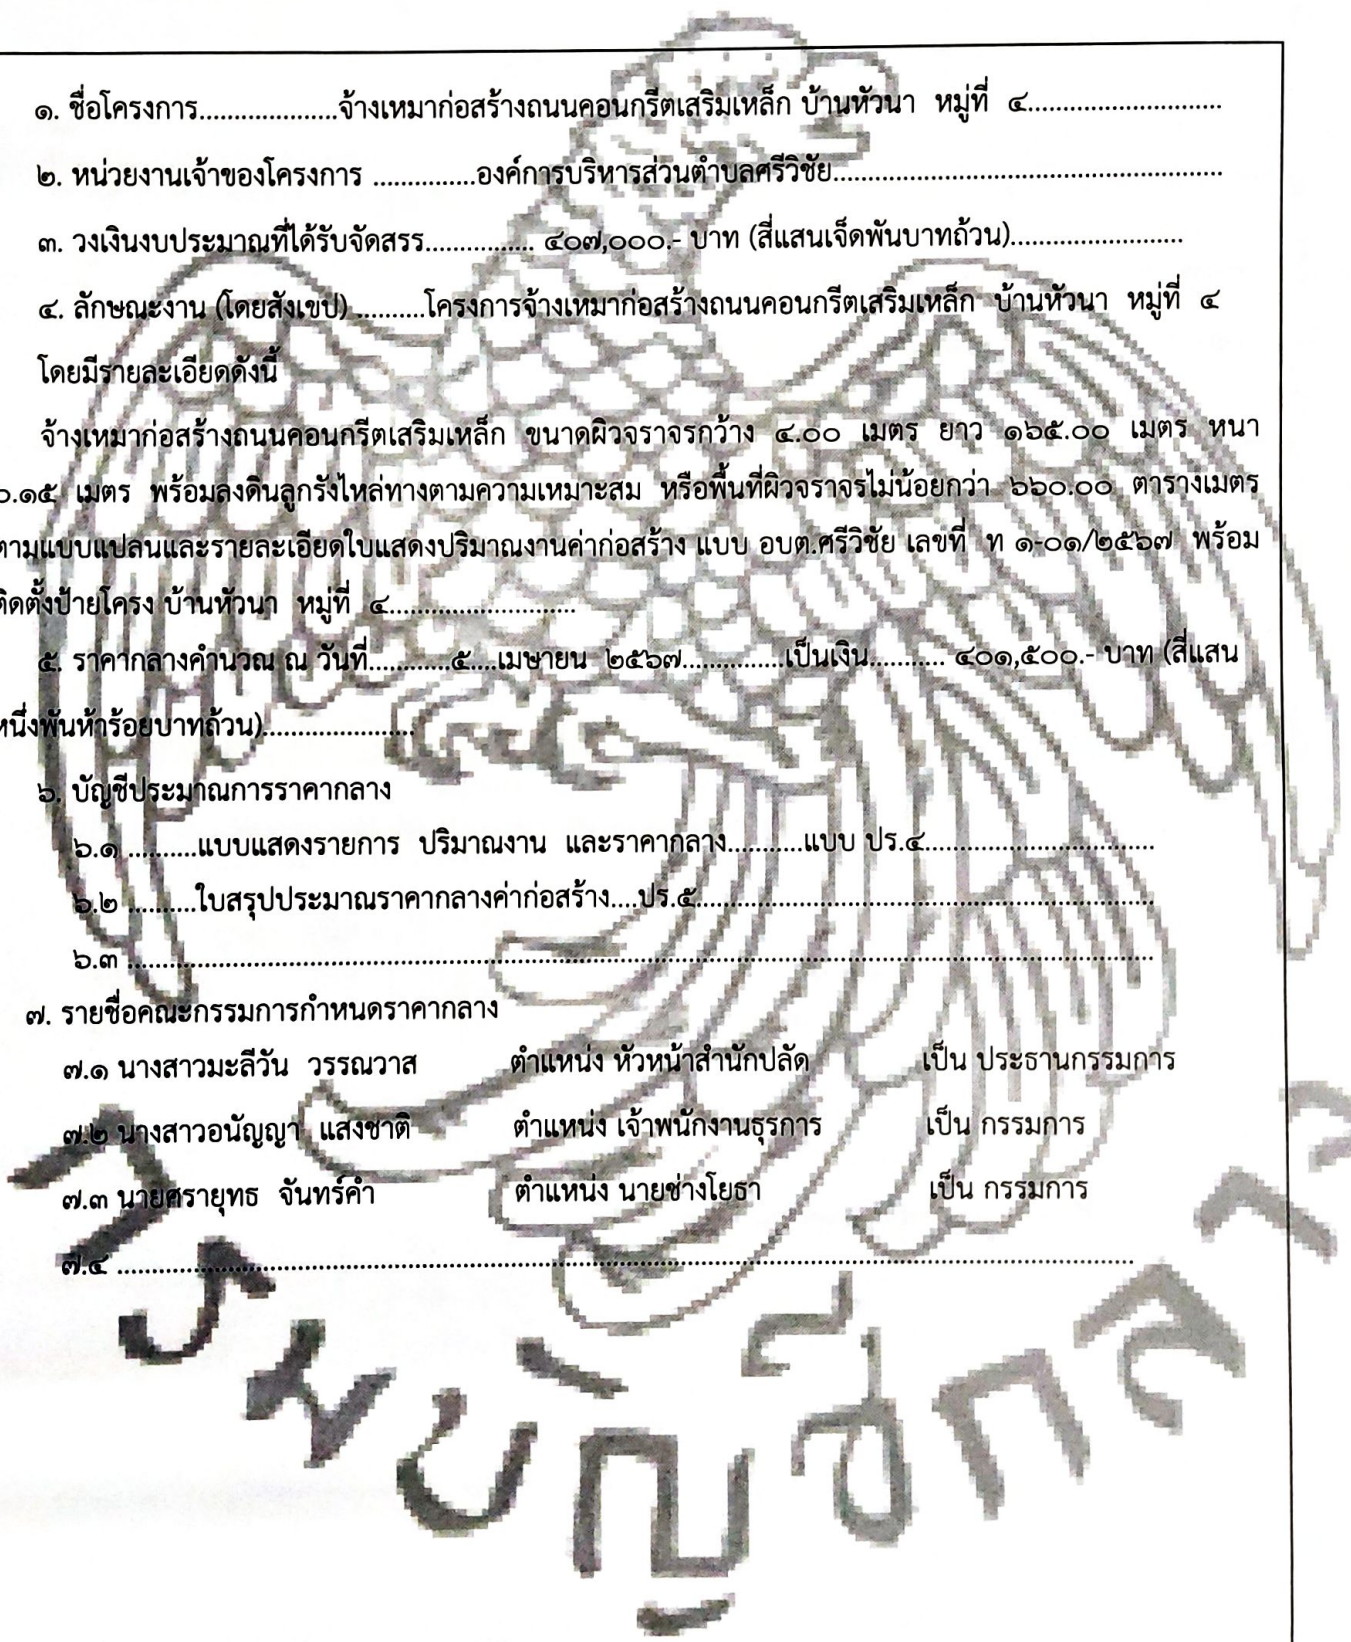 ๑. ชื่อโครงการ....................จ้างเหมาก่อสร้างถนนคอนกรีตเสริมเหล็ก บ้านหัวนา หมู่ที่ ๔............................
๒. หน่วยงานเจ้าของโครงการ ...............องค์การบริหารส่วนตำบลศรีวิชัย.........................................................
๓. วงเงินงบประมาณที่ได้รับจัดสรร................ ๔๐๗,๐๐๐.- บาท (สี่แสนเจ็ดพันบาทถ้วน).........................
๔. ลักษณะงาน (โดยสังเขป) ..........โครงการจ้างเหมาก่อสร้างถนนคอนกรีตเสริมเหล็ก บ้านหัวนา หมู่ที่ ๔
โดยมีรายละเอียดดังนี้
จ้างเหมาก่อสร้างถนนคอนกรีตเสริมเหล็ก ขนาดผิวจราจรกว้าง ๔.๐๐ เมตร ยาว ๑๖๕.๐๐ เมตร หนา
๐.๑๕ เมตร พร้อมลงดินลูกรังไหล่ทางตามความเหมาะสม หรือพื้นที่ผิวจราจรไม่น้อยกว่า ๖๖๐.๐๐ ตารางเมตร
ตามแบบแปลนและรายละเอียดใบแสดงปริมาณงานค่าก่อสร้าง แบบ อบต.ศรีวิชัย เลขที่ ท ๑-๐๑/๒๕๖๗ พร้อม
ติดตั้งป้ายโครง บ้านหัวนา หมู่ที่ ๔...........................
๕. ราคากลางคำนวณ ณ วันที่............๕....เมษายน ๒๕๖๗...............เป็นเงิน........... ๔๐๑,๕๐๐.- บาท (สี่แสน
หนึ่งพันห้าร้อยบาทถ้วน)......................
๖. บัญชีประมาณการราคากลาง
๖.๑ ..........แบบแสดงรายการ ปริมาณงาน และราคากลาง...........แบบ ปร.๔..................................
๖.๒ ..........ใบสรุปประมาณราคากลางค่าก่อสร้าง....ปร.๕...................................................................
๖.๓ ......................................................................................................................................................
๗. รายชื่อคณะกรรมการกำหนดราคากลาง
๗.๑ นางสาวมะลีวัน วรรณวาส ตำแหน่ง หัวหน้าสำนักปลัด เป็น ประธานกรรมการ
๗.๒ นางสาวอนัญญา แสงชาติ ตำแหน่ง เจ้าพนักงานธุรการ เป็น กรรมการ
๗.๓ นายศรายุทธ จันทร์คำ ตำแหน่ง นายช่างโยธา เป็น กรรมการ
๗.๔ ......................................................................................................................................................
กรมบัญชีกลาง